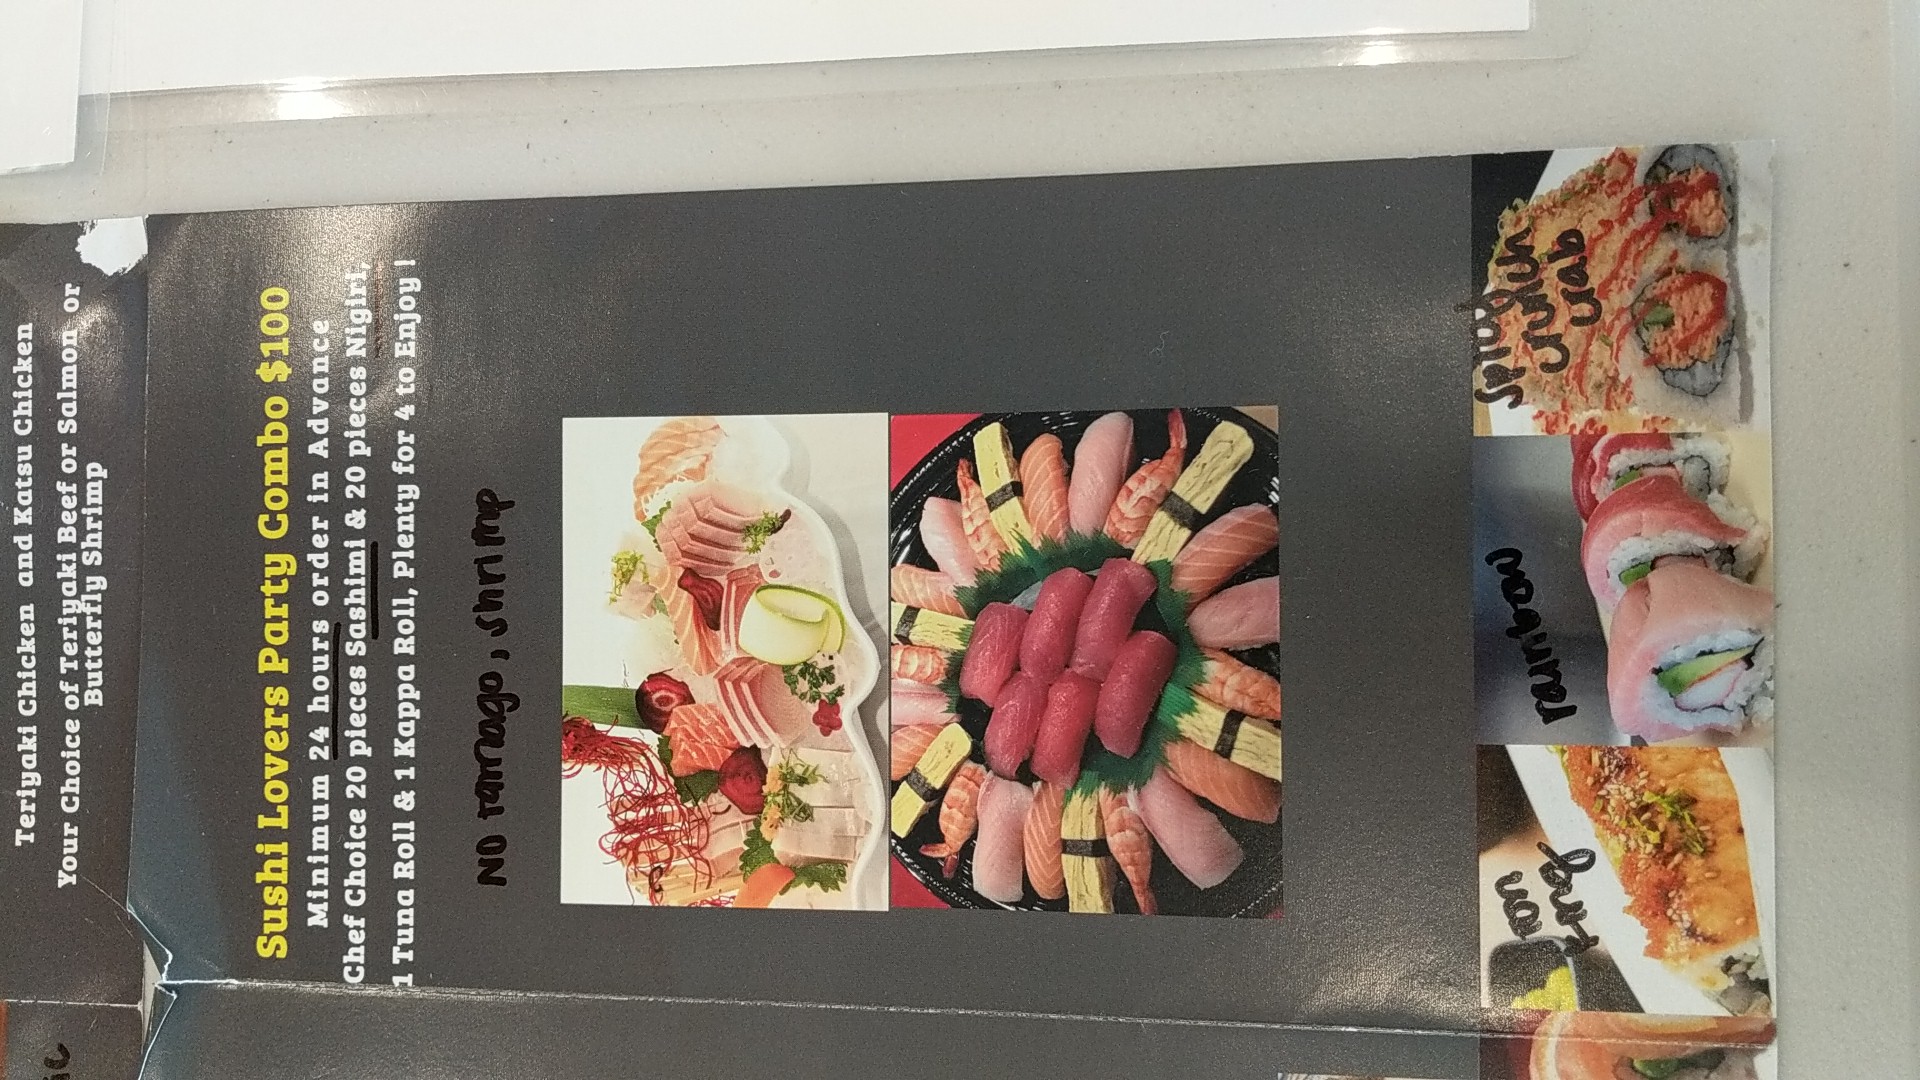 Teriyaki Chicken and Katsu Chicken
Your Choice of Teriyaki Beef or Salmon or
Butterfly Shrimp
Sushi Lovers Party Combo $100
Minimum 24 hours order in Advance
Chef Choice 20 pieces Sashimi & 20 pieces Nigiri,
1 Tuna Roll & 1 Kappa Roll, Plenty for 4 to Enjoy !
NO tamago, shrimp
rainbow
crunch
crab